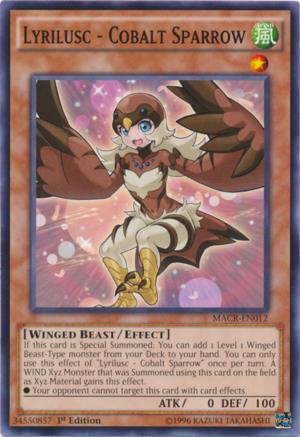 LYRILUSC - COBALT SPARROW
風
MACR-EN012
[WINGED BEAST/EFFECT]
If this card is Special Summoned: You can add 1 Level 1 Winged
Beast-Type monster from your Deck to your hand. You can only
use this effect of "Lyrilusc - Cobalt Sparrow" once per turn. A
WIND Xyz Monster that was Summoned using this card on the field
as Xyz Material gains this effect.
● Your opponent cannot target this card with card effects.
ATK/ 0 DEF/ 100
34550857 1st Edition ©1996 KAZUKI TAKAHASHI